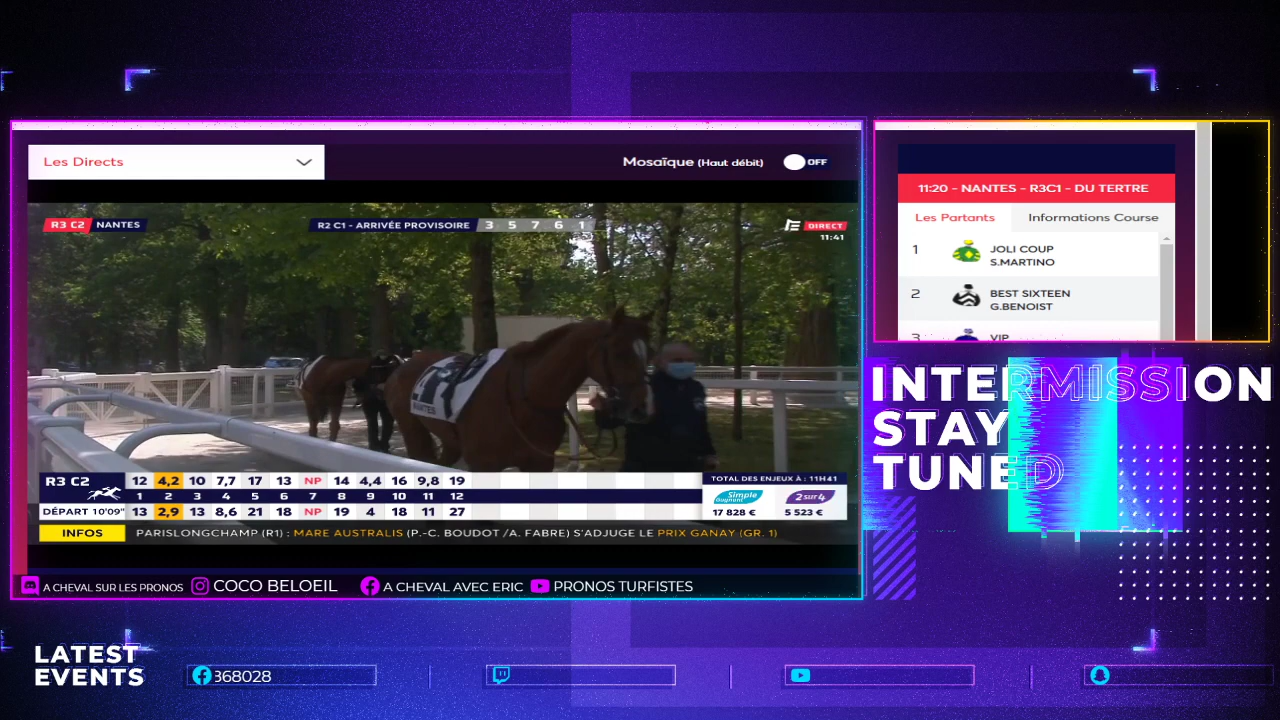 Les Directs
Mosaïque (Haut débit) OFF
R3 C2 NANTES
R2 C1 - ARRIVÉE PROVISOIRE 3 5 7 6 1
DIRECT
11:41
R3 C2 12 4,2 10 7,7 17 13 NP 14 4,4 16 9,8 19
1 2 3 4 5 6 7 8 9 10 11 12
DÉPART 10'09" 13 2,9 13 8,6 21 18 NP 19 4 18 11 27
TOTAL DES ENJEUX À : 11H41
Simple Gagnant 2 sur 4
17 828 € 5 523 €
INFOS PARISLONGCHAMP (R1) : MARE AUSTRALIS (P.-C. BOUDOT /A. FABRE) S'ADJUGE LE PRIX GANAY (GR. 1)
A CHEVAL SUR LES PRONOS COCO BELOEIL A CHEVAL AVEC ERIC PRONOS TURFISTES
11:20 - NANTES - R3C1 - DU TERTRE
Les Partants Informations Course
1 JOLI COUP
S.MARTINO
2 BEST SIXTEEN
G.BENOIST
3 VIP
INTERMISSION
STAY
TUNED
LATEST
EVENTS
368028